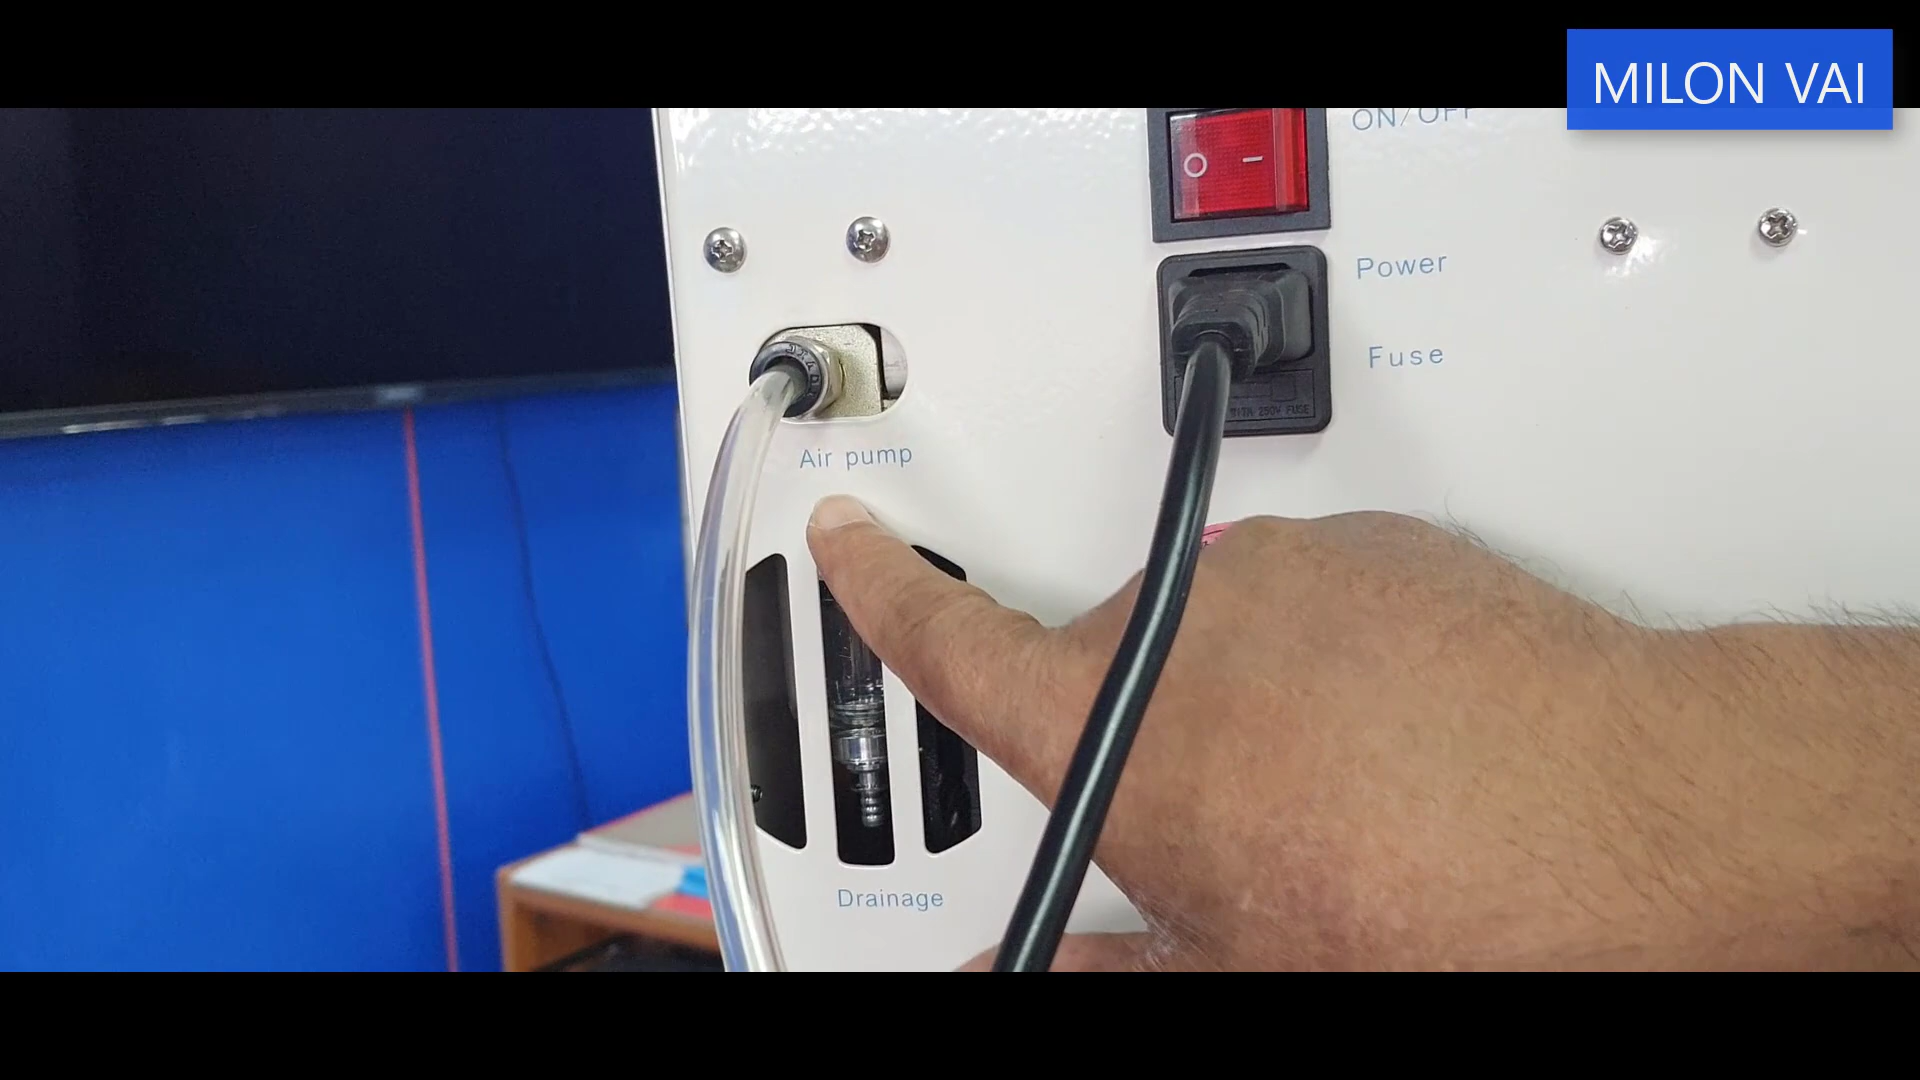 MILON VAI
ON/OFF
Power
Fuse
Air pump
Drainage